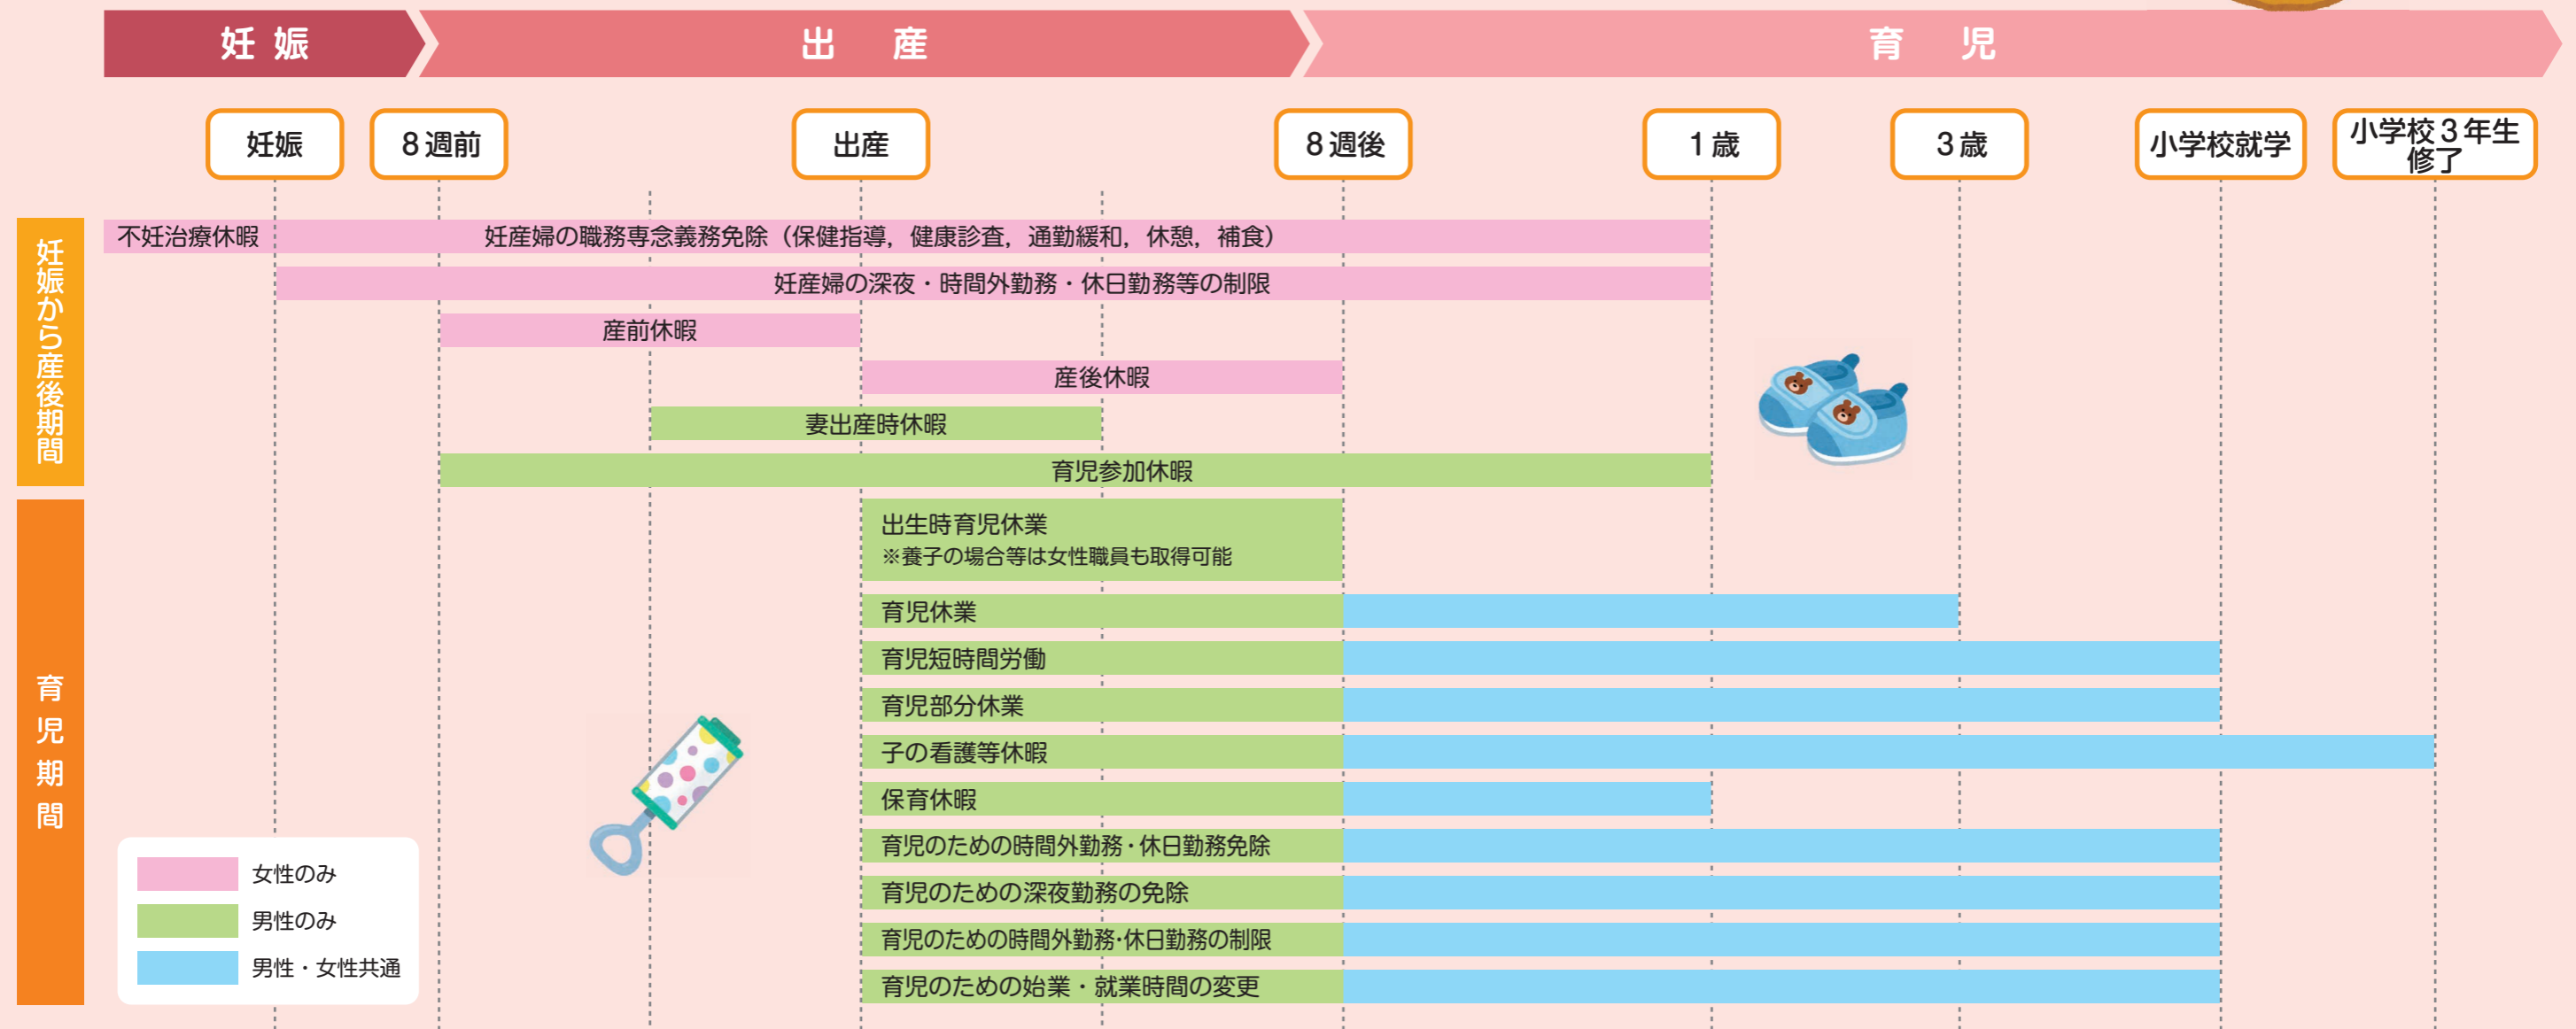 妊娠
出産
育児
妊娠
8週前
出産
8週後
1歳
3歳
小学校就学
小学校3年生
修了
妊娠から産後期間
不妊治療休暇
妊産婦の職務専念義務免除（保健指導，健康診査，通勤緩和，休憩，補食）
妊産婦の深夜・時間外勤務・休日勤務等の制限
産前休暇
産後休暇
妻出産時休暇
育児参加休暇
育児期間
出生時育児休業
※養子の場合等は女性職員も取得可能
育児休業
育児短時間労働
育児部分休業
子の看護等休暇
保育休暇
育児のための時間外勤務・休日勤務免除
育児のための深夜勤務の免除
育児のための時間外勤務・休日勤務の制限
育児のための始業・就業時間の変更
女性のみ
男性のみ
男性・女性共通